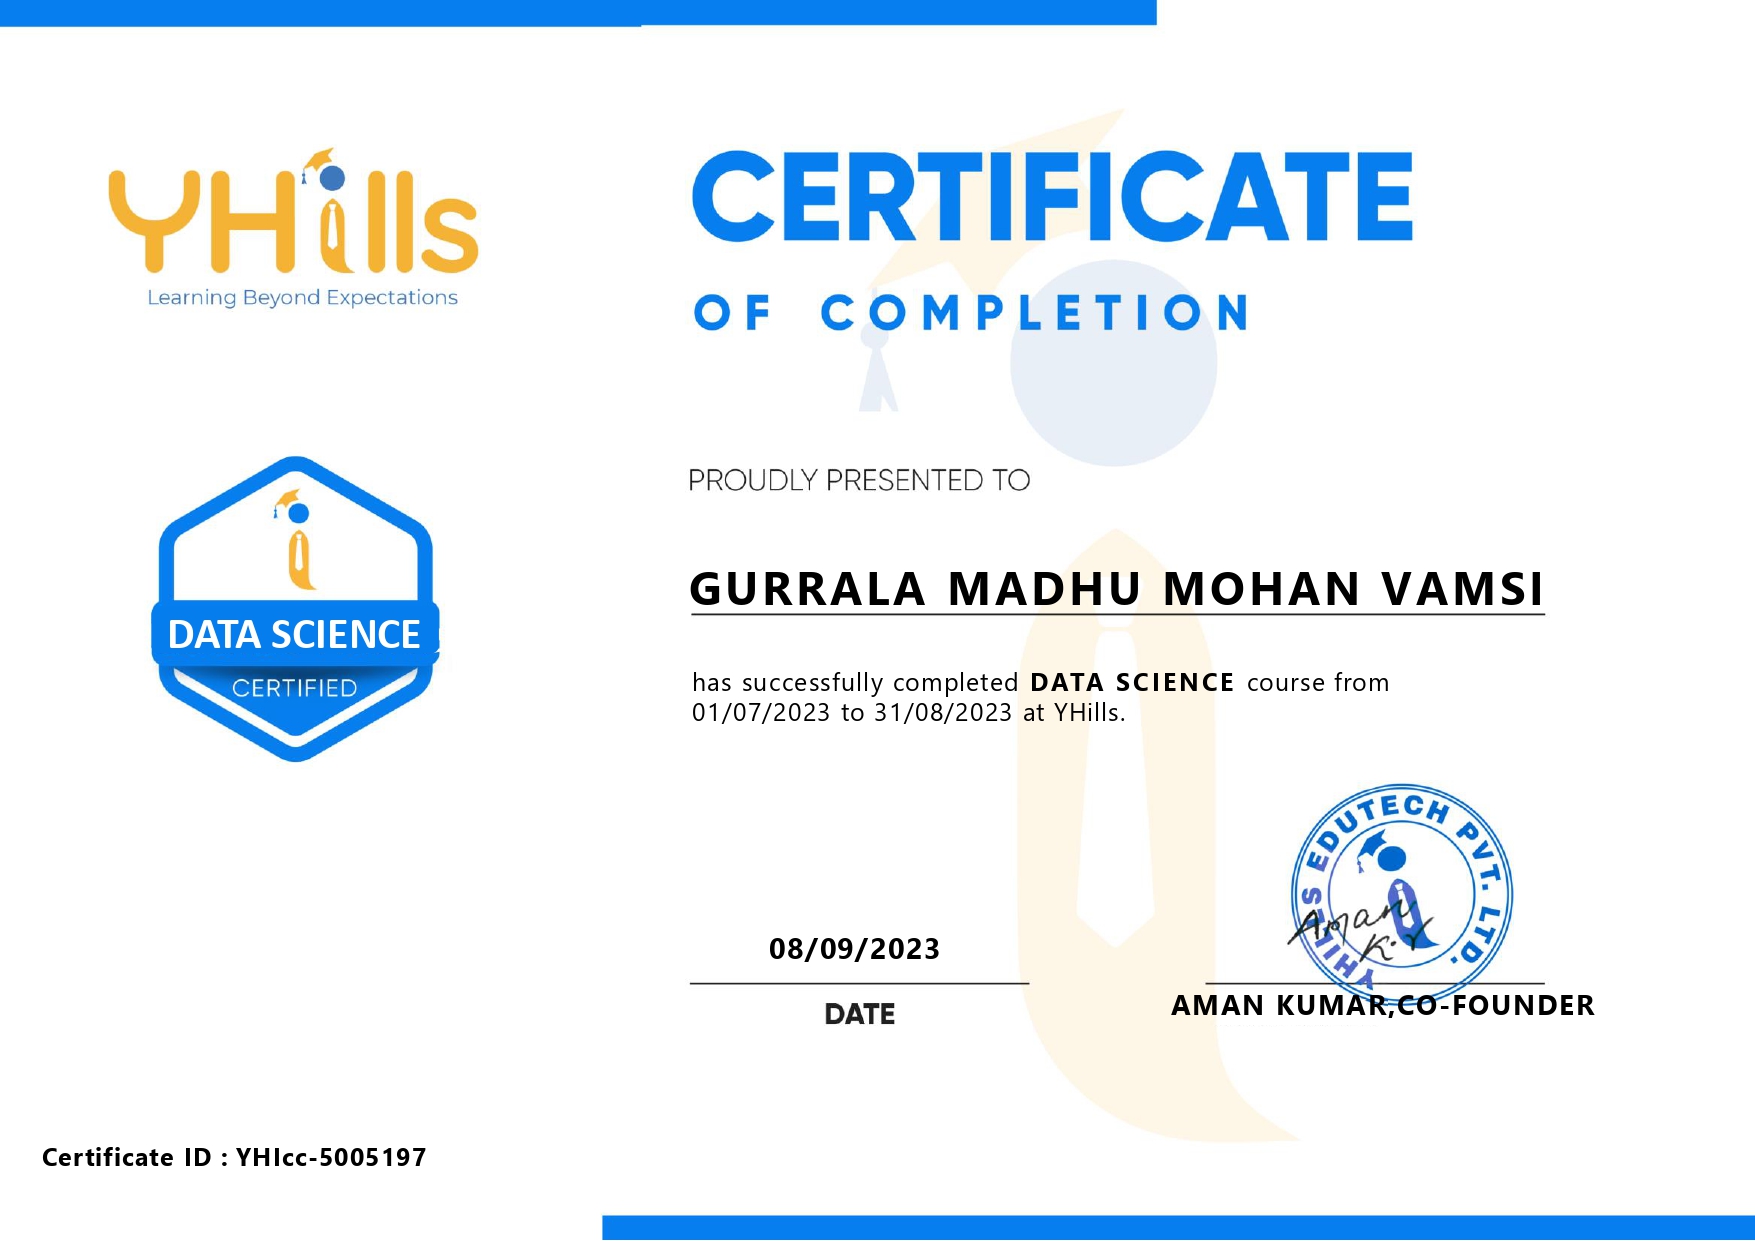 YHills
Learning Beyond Expectations
CERTIFICATE
OF COMPLETION
PROUDLY PRESENTED TO
GURRALA MADHU MOHAN VAMSI
has successfully completed DATA SCIENCE course from
01/07/2023 to 31/08/2023 at YHills.
DATA SCIENCE
CERTIFIED
YHILLS EDUTECH PVT. LTD.
Aman K.Y
08/09/2023
DATE
AMAN KUMAR,CO-FOUNDER
Certificate ID : YHIcc-5005197